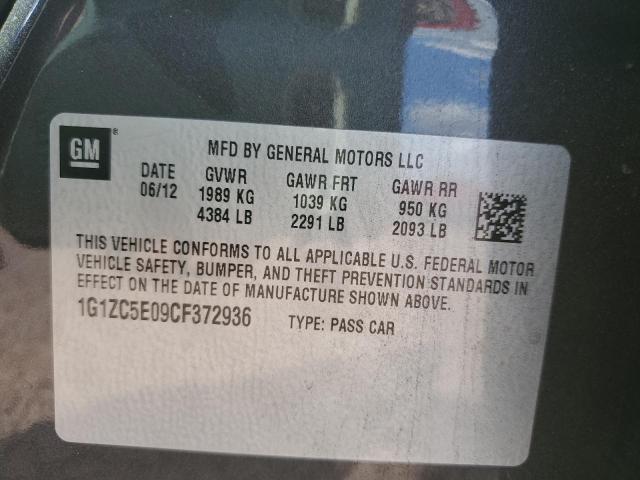 GM ®
MFD BY GENERAL MOTORS LLC
DATE GVWR GAWR FRT GAWR RR
06/12 1989 KG 1039 KG 950 KG
4384 LB 2291 LB 2093 LB
THIS VEHICLE CONFORMS TO ALL APPLICABLE U.S. FEDERAL MOTOR
VEHICLE SAFETY, BUMPER, AND THEFT PREVENTION STANDARDS IN
EFFECT ON THE DATE OF MANUFACTURE SHOWN ABOVE.
1G1ZC5E09CF372936 TYPE: PASS CAR